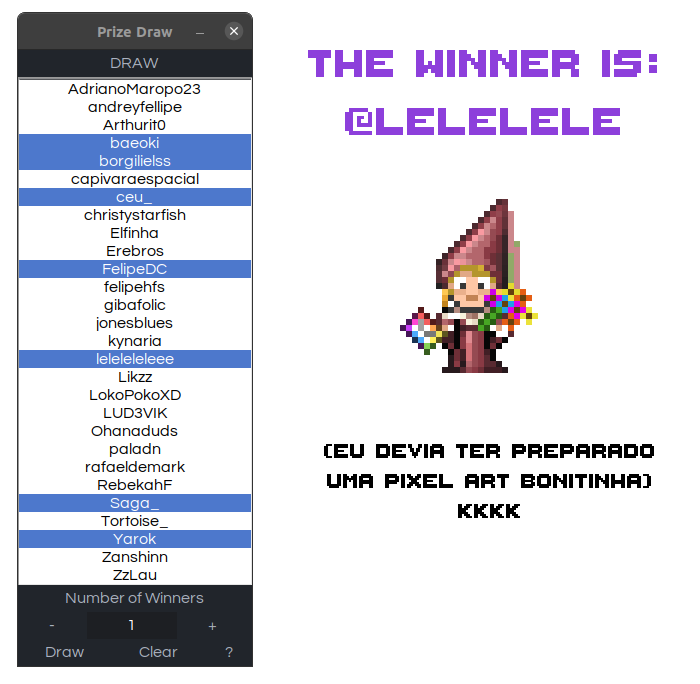 Prize Draw
DRAW
AdrianoMaropo23
andreyfellipe
Arthurit0
baeoki
borgilielss
capivaraespacial
ceu_
christystarfish
Elfinha
Erebros
FelipeDC
felipehfs
gibafolic
jonesblues
kynaria
leleleleleee
Likzz
LokoPokoXD
LUD3VIK
Ohanaduds
paladn
rafaeldemark
RebekahF
Saga_
Tortoise_
Yarok
Zanshinn
ZzLau
Number of Winners
- 1 +
Draw Clear ?
THE WINNER IS:
@LELELELE
(EU DEVIA TER PREPARADO
UMA PIXEL ART BONITINHA)
KKKK